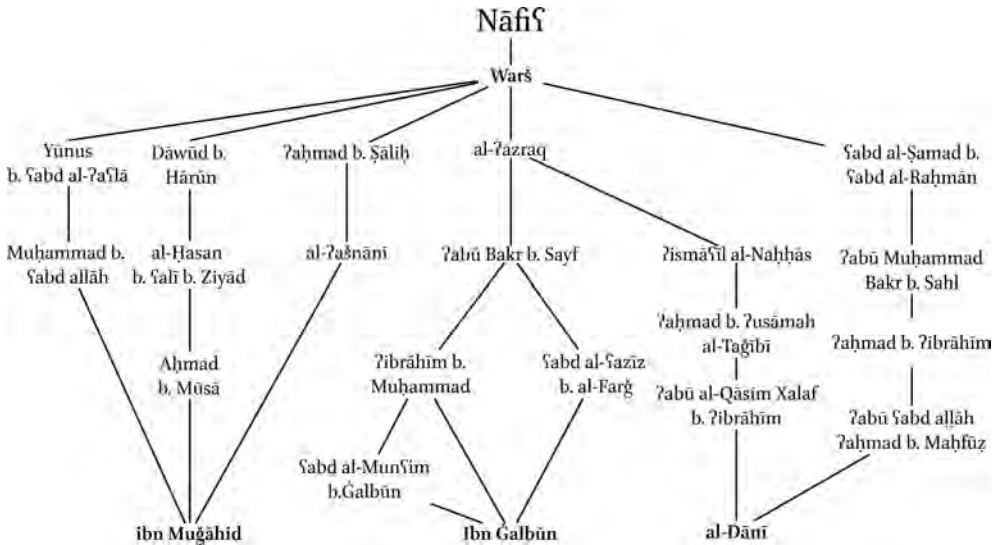 Nāfiʕ
Warš
Yūnus
b. ʕabd al-ʔaʕlā
Dāwūd b.
Hārūn
ʔaḥmad b. Ṣāliḥ
al-ʔazraq
ʕabd al-Ṣamad b.
ʕabd al-Raḥmān
Muḥammad b.
ʕabd allāh
al-Ḥasan
b. ʕalī b. Ziyād
al-ʔašnānī
ʔabū Bakr b. Sayf
ʔismāʕīl al-Naḥḥās
ʔabū Muḥammad
Bakr b. Sahl
Aḥmad
b. Mūsā
ʔibrāhīm b.
Muḥammad
ʕabd al-ʕazīz
b. al-Farǧ
ʔaḥmad b. ʔusāmah
al-Taǧībī
ʔaḥmad b. ʔibrāhīm
ʔabū al-Qāsim Xalaf
b. ʔibrāhīm
ʔabū ʕabd aḷḷāh
ʔaḥmad b. Maḥfūẓ
ʕabd al-Munʕim
b.Ġalbūn
ibn Muǧāhid
Ibn Ġalbūn
al-Dānī